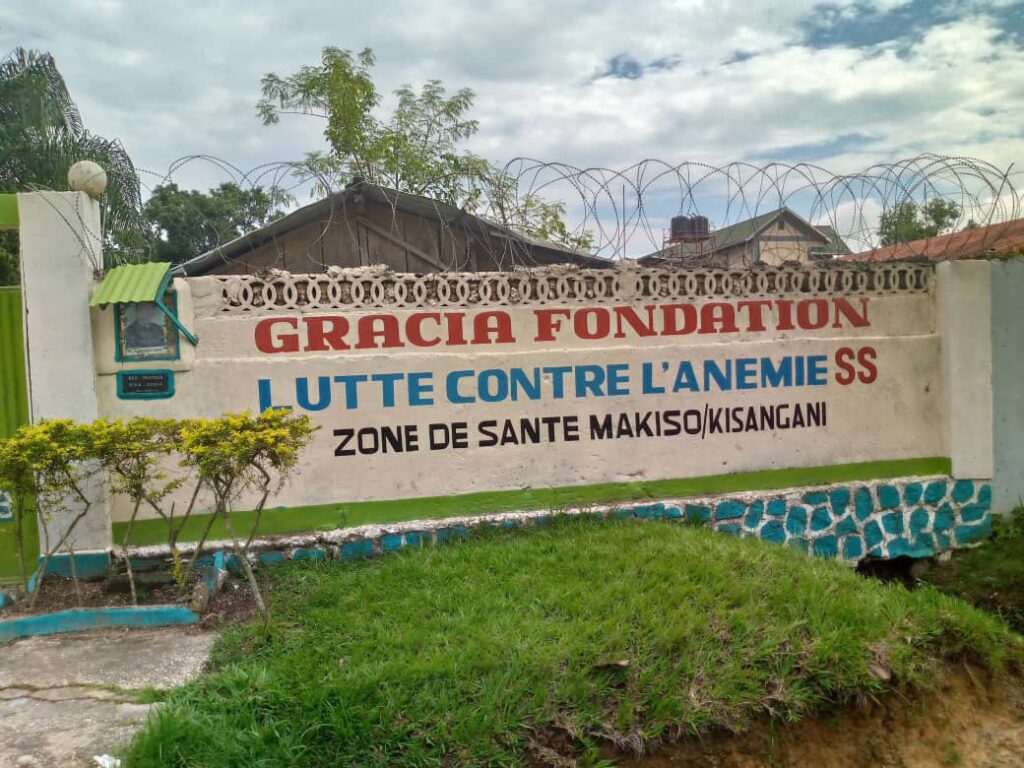 GRACIA FONDATION
LUTTE CONTRE L'ANEMIE SS
ZONE DE SANTE MAKISO/KISANGANI